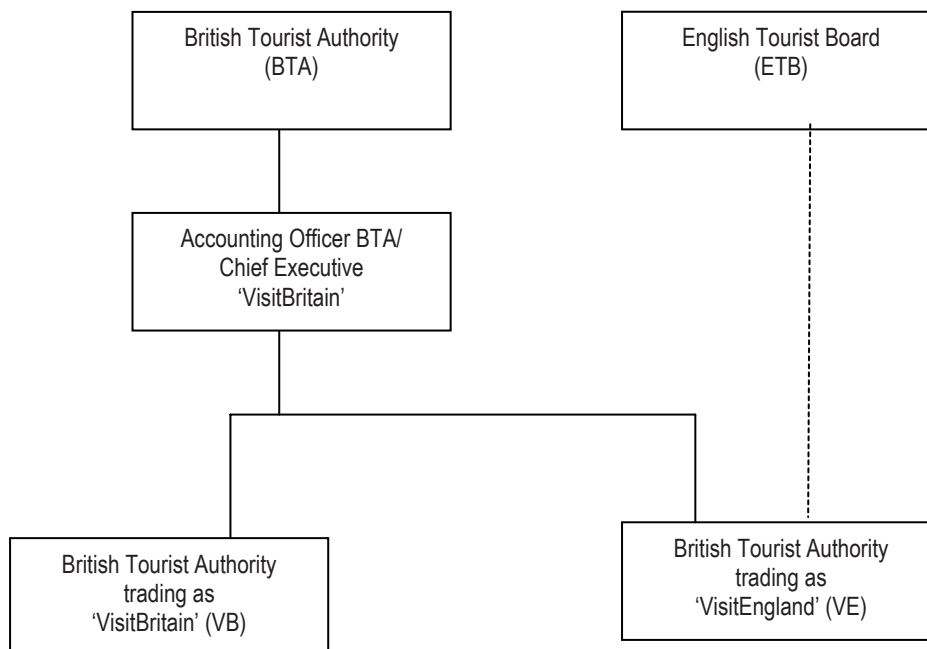 British Tourist Authority
(BTA)
English Tourist Board
(ETB)
Accounting Officer BTA/
Chief Executive
‘VisitBritain’
British Tourist Authority
trading as
‘VisitBritain’ (VB)
British Tourist Authority
trading as
‘VisitEngland’ (VE)